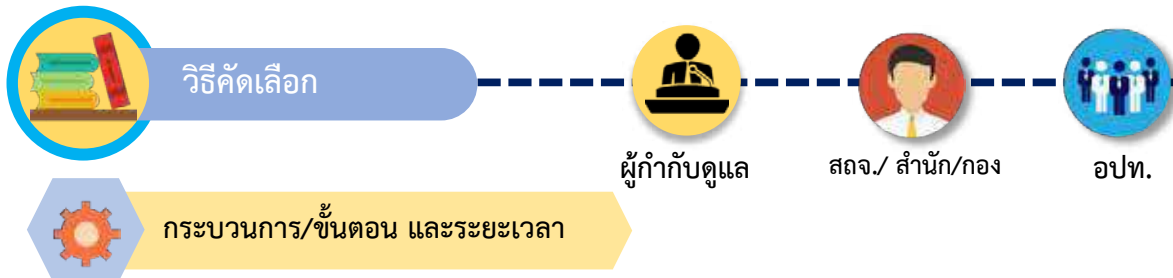 วิธีคัดเลือก
ผู้กำกับดูแล
สถจ./ สำนัก/กอง
อปท.
กระบวนการ/ขั้นตอน และระยะเวลา